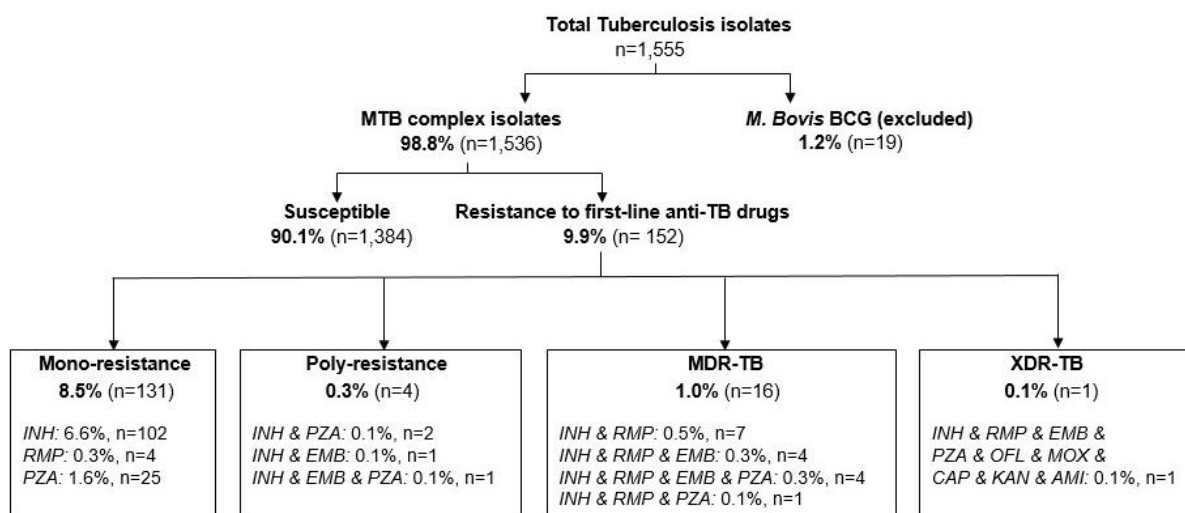 Total Tuberculosis isolates
n=1,555
MTB complex isolates
98.8% (n=1,536)
M. Bovis BCG (excluded)
1.2% (n=19)
Susceptible
90.1% (n=1,384)
Resistance to first-line anti-TB drugs
9.9% (n= 152)
Mono-resistance
8.5% (n=131)
INH: 6.6%, n=102
RMP: 0.3%, n=4
PZA: 1.6%, n=25
Poly-resistance
0.3% (n=4)
INH & PZA: 0.1%, n=2
INH & EMB: 0.1%, n=1
INH & EMB & PZA: 0.1%, n=1
MDR-TB
1.0% (n=16)
INH & RMP: 0.5%, n=7
INH & RMP & EMB: 0.3%, n=4
INH & RMP & EMB & PZA: 0.3%, n=4
INH & RMP & PZA: 0.1%, n=1
XDR-TB
0.1% (n=1)
INH & RMP & EMB &
PZA & OFL & MOX &
CAP & KAN & AMI: 0.1%, n=1